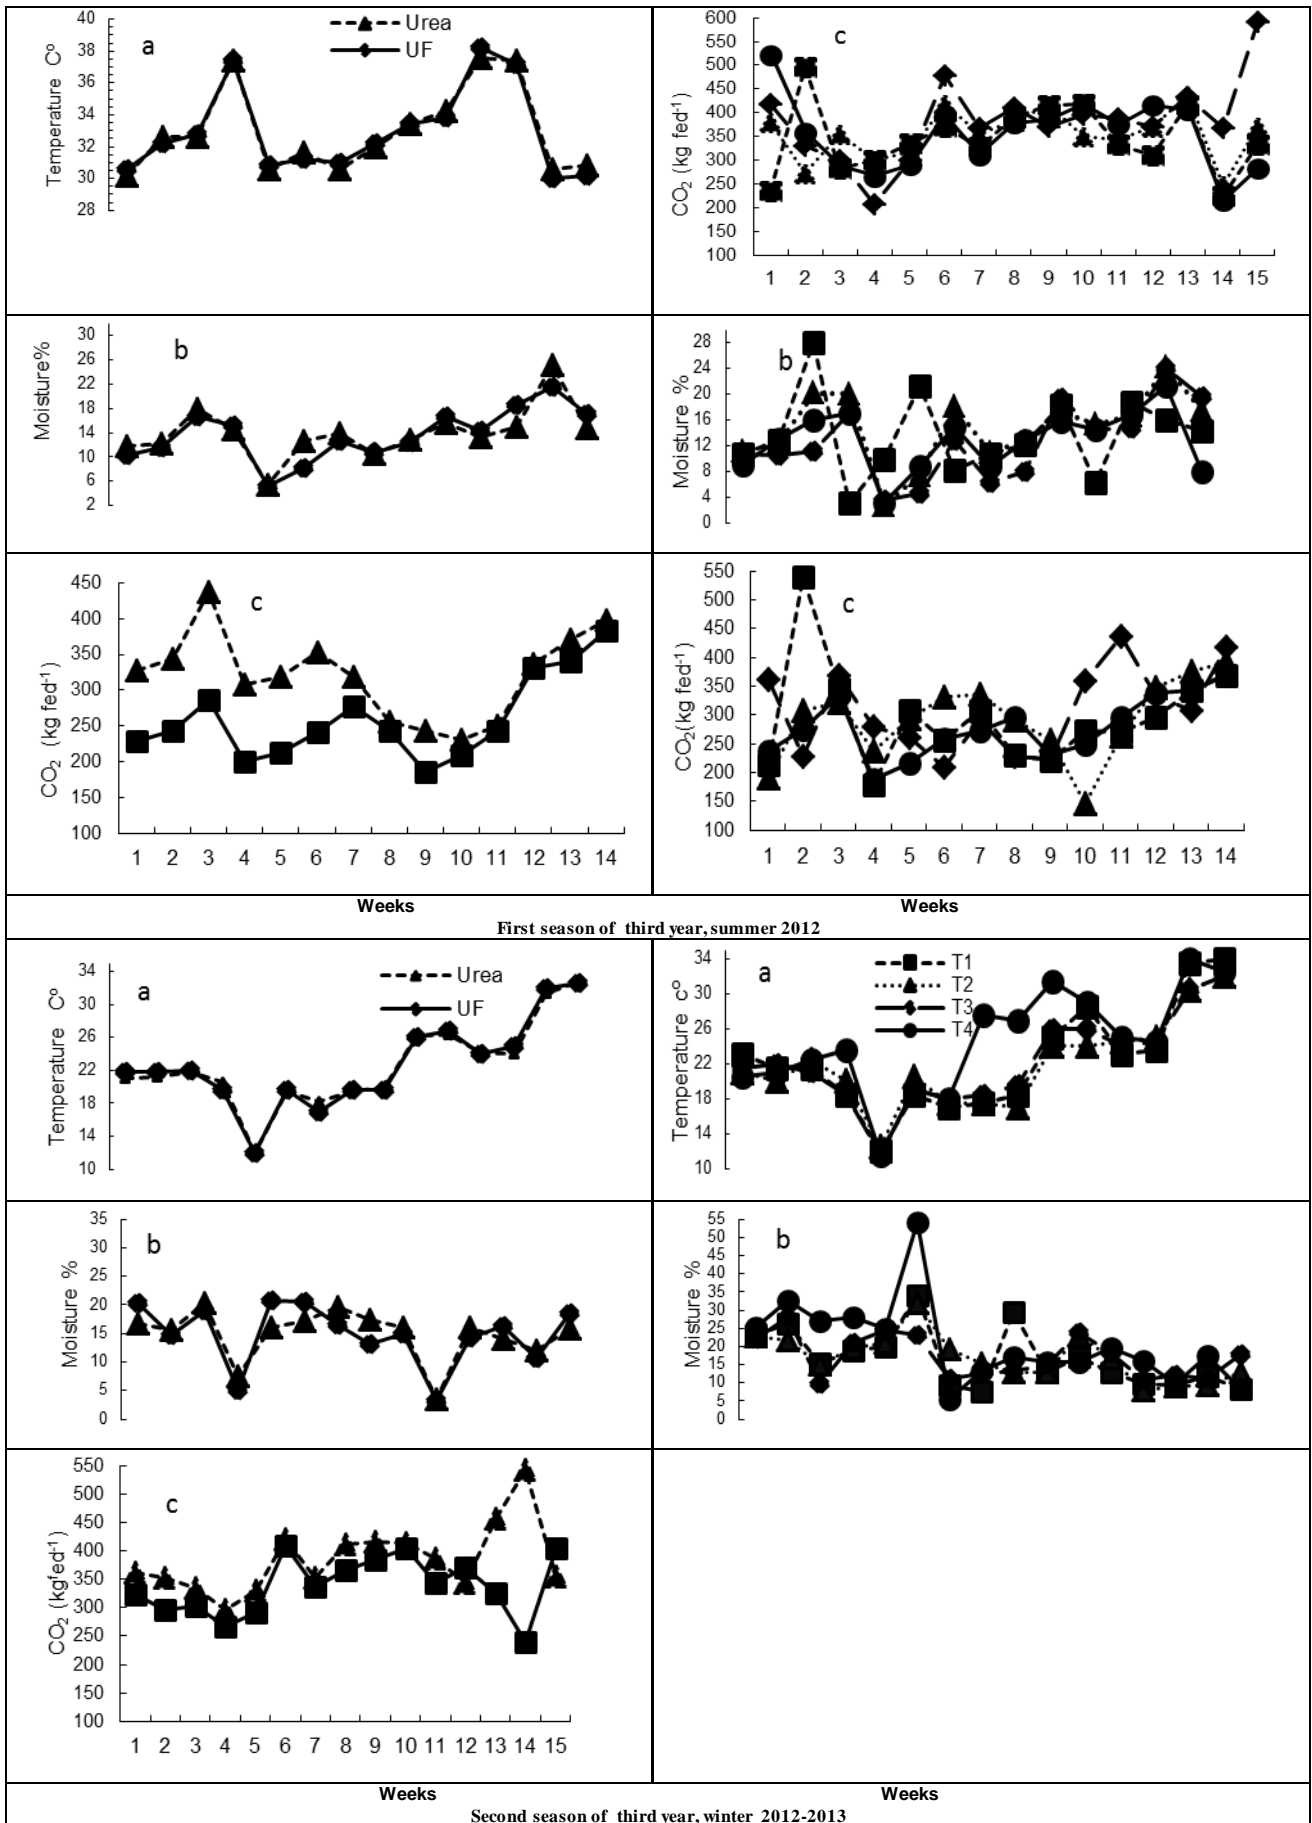 Temperature Cº
40
38
36
34
32
30
28
a
Urea
UF
CO2 (kg fed-1)
600
550
500
450
400
350
300
250
200
150
100
c
1 2 3 4 5 6 7 8 9 10 11 12 13 14 15
Moisture%
30
26
22
18
14
10
6
2
b
Moisture %
28
24
20
16
12
8
4
0
b
CO2 (kg fed-1)
450
400
350
300
250
200
150
100
c
1 2 3 4 5 6 7 8 9 10 12 13 14
CO2(kg fed-1)
550
500
450
400
350
300
250
200
150
100
c
1 2 3 4 5 6 7 8 9 10 11 12 13 14
Weeks Weeks
First season of third year, summer 2012
Temperature Cº
34
30
26
22
18
14
10
a
Urea
UF
Temperature cº
34
30
26
22
18
14
10
a
T1
T2
T3
T4
Moisture %
35
30
25
20
15
10
5
0
b
Moisture %
55
50
45
40
35
30
25
20
15
10
5
0
b
CO2 (kgfed-1)
550
500
450
400
350
300
250
200
150
100
c
1 2 3 4 5 6 7 8 9 10 11 12 13 14 15
Weeks Weeks
Second season of third year, winter 2012-2013